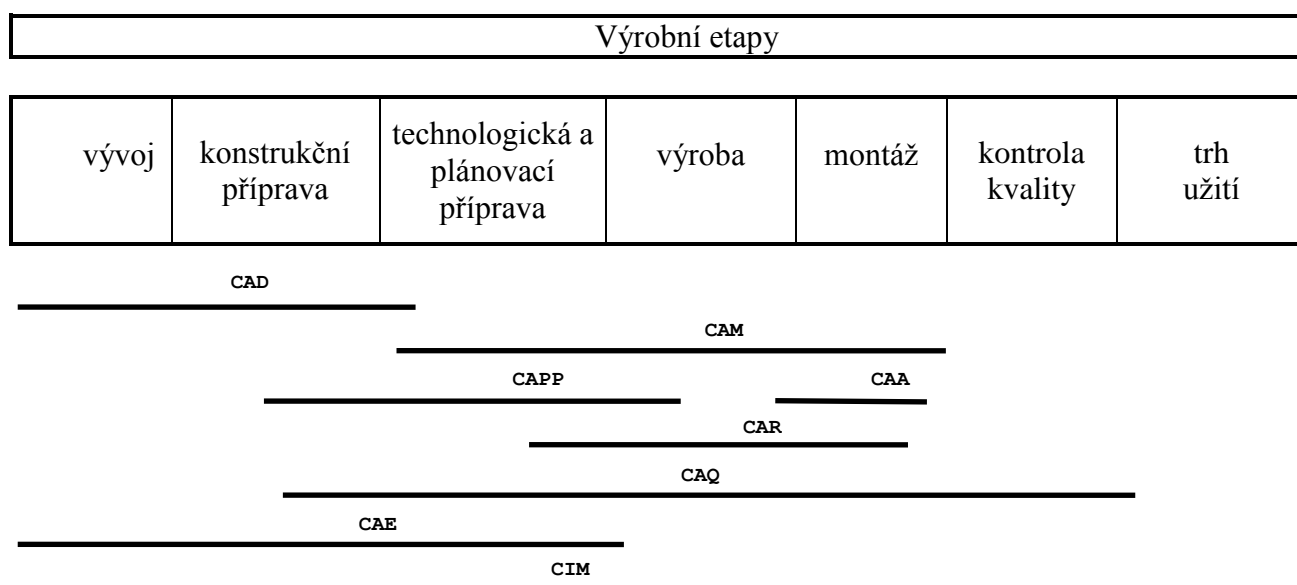 Výrobní etapy
vývoj
konstrukční
příprava
technologická a
plánovací
příprava
výroba
montáž
kontrola
kvality
trh
užití
CAD
CAM
CAPP
CAA
CAR
CAQ
CAE
CIM